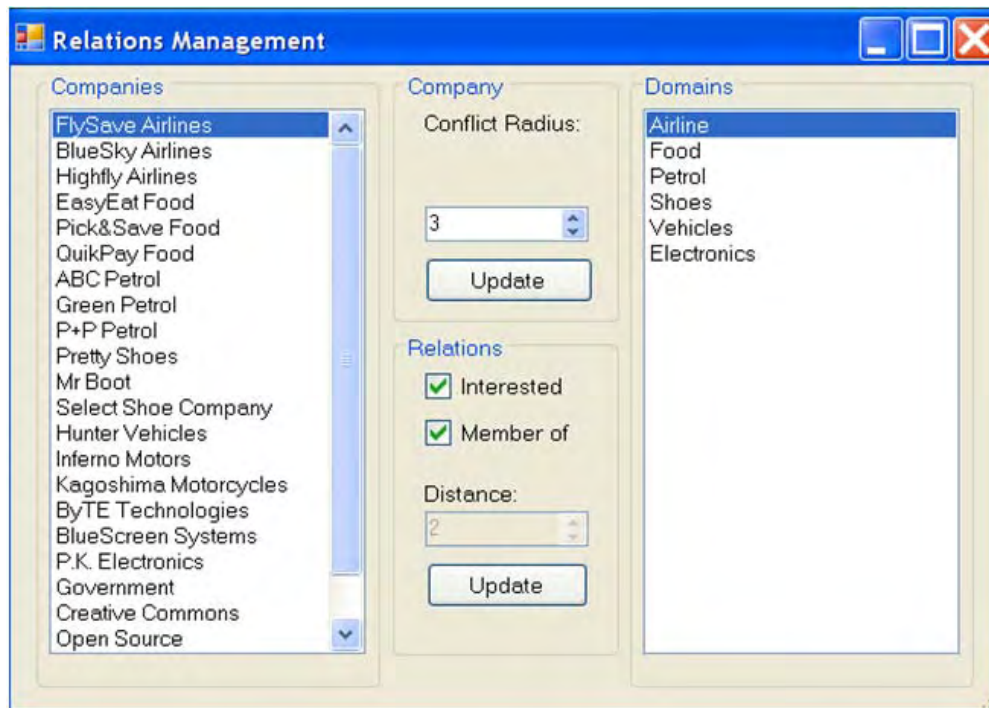 Relations Management
Companies
FlySave Airlines
BlueSky Airlines
Highfly Airlines
EasyEat Food
Pick&Save Food
QuikPay Food
ABC Petrol
Green Petrol
P+P Petrol
Pretty Shoes
Mr Boot
Select Shoe Company
Hunter Vehicles
Inferno Motors
Kagoshima Motorcycles
ByTE Technologies
BlueScreen Systems
P.K. Electronics
Government
Creative Commons
Open Source
Company
Conflict Radius:
3
Update
Relations
Interested
Member of
Distance:
2
Update
Domains
Airline
Food
Petrol
Shoes
Vehicles
Electronics